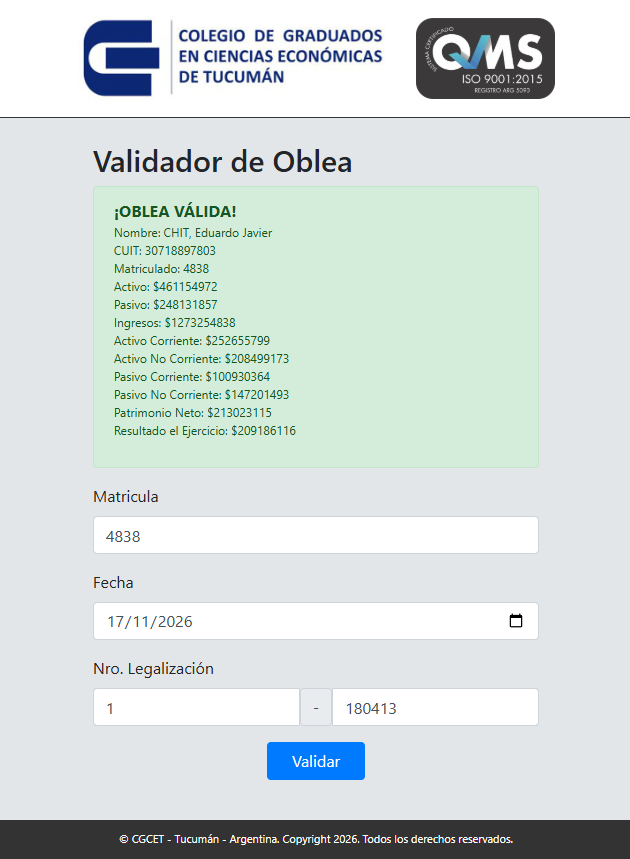 COLEGIO DE GRADUADOS
EN CIENCIAS ECONÓMICAS
DE TUCUMÁN
SISTEMA CERTIFICADO
QMS
ISO 9001:2015
REGISTRO ARG 5093
Validador de Oblea
¡OBLEA VÁLIDA!
Nombre: CHIT, Eduardo Javier
CUIT: 30718897803
Matriculado: 4838
Activo: $461154972
Pasivo: $248131857
Ingresos: $1273254838
Activo Corriente: $252655799
Activo No Corriente: $208499173
Pasivo Corriente: $100930364
Pasivo No Corriente: $147201493
Patrimonio Neto: $213023115
Resultado el Ejercicio: $209186116
Matricula
4838
Fecha
17/11/2026
Nro. Legalización
1 - 180413
Validar
© CGCET - Tucumán - Argentina. Copyright 2026. Todos los derechos reservados.